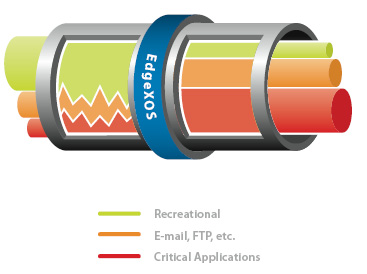 EdgeXOS
Recreational
E-mail, FTP, etc.
Critical Applications